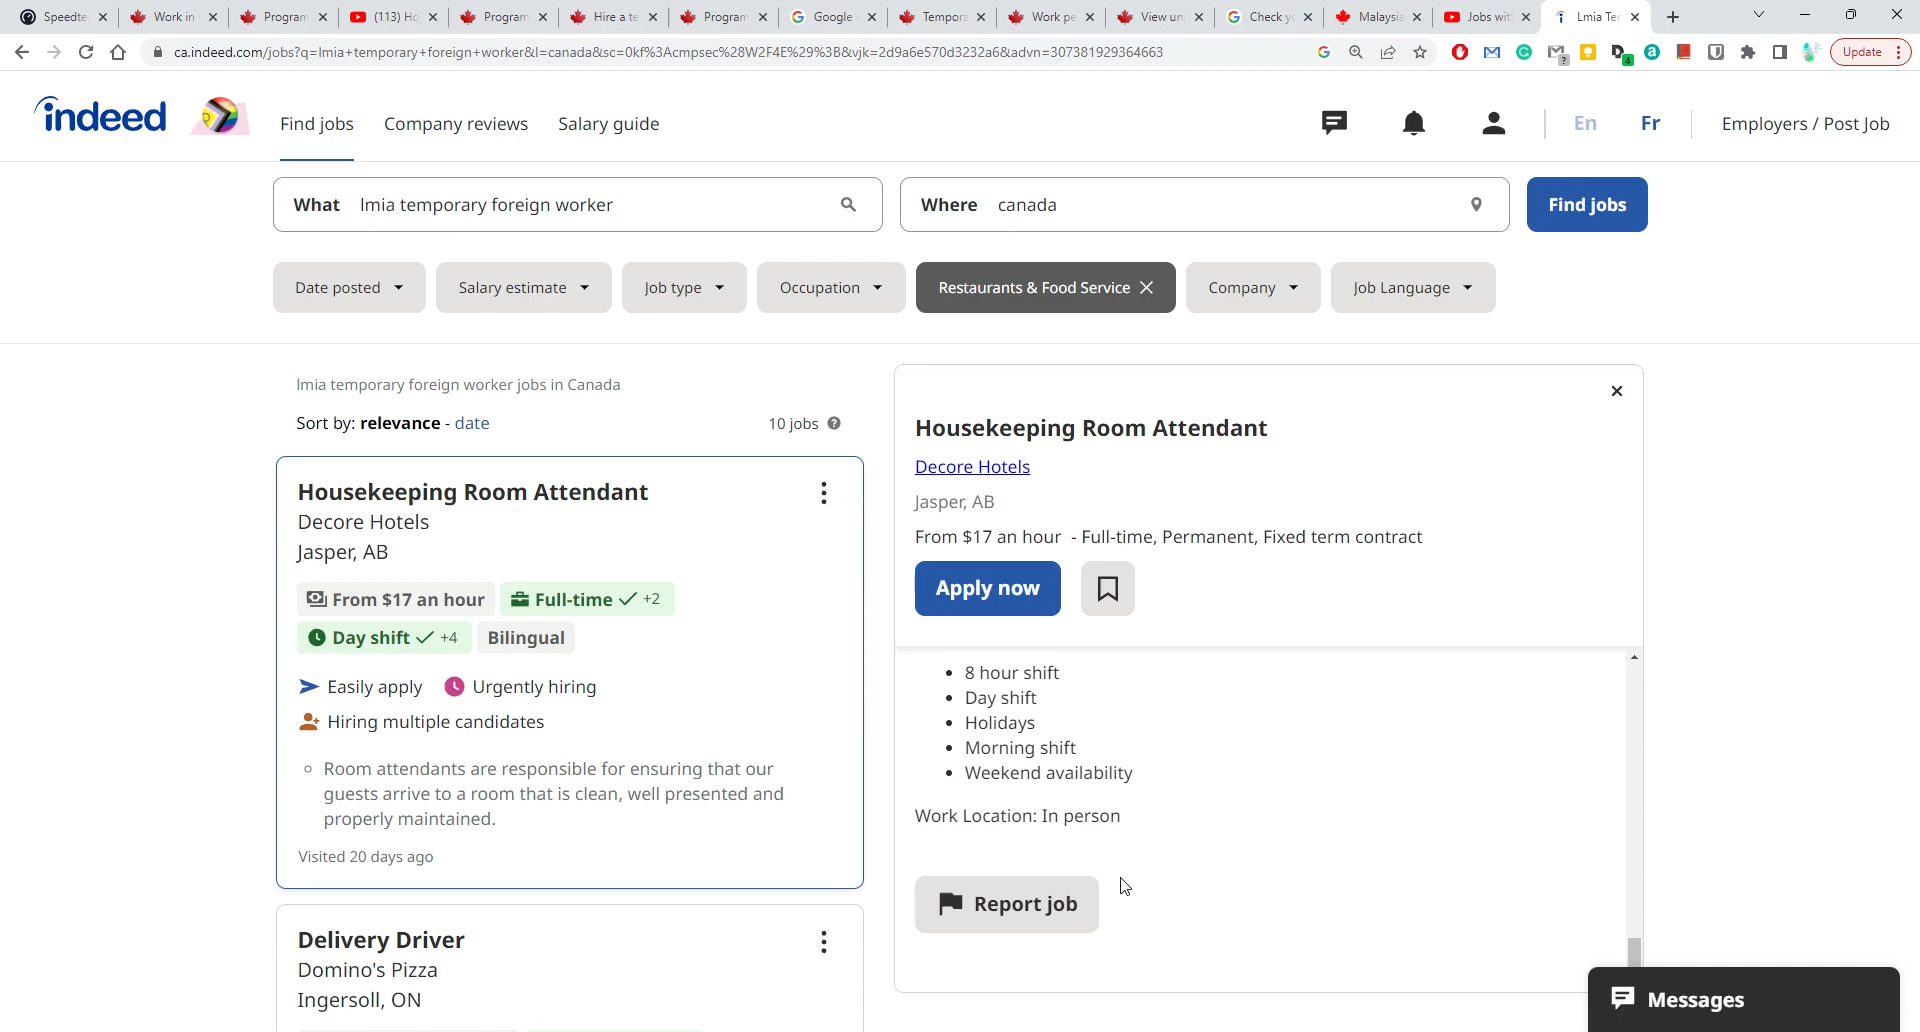 Speedte
Work in
Program
(113) Ho
Program
Hire a te
Program
Google
Tempora
Work pe
View un
Check yo
Malaysia
Jobs wit
Lmia Ter
ca.indeed.com/jobs?q=lmia+temporary+foreign+worker&l=canada&sc=0kf%3Acmpsec%28W2F4E%29%3B&vjk=2d9a6e570d3232a6&advn=307381929364663
?
4
Update
indeed
Find jobs
Company reviews
Salary guide
En
Fr
Employers / Post Job
What lmia temporary foreign worker
Where canada
Find jobs
Date posted
Salary estimate
Job type
Occupation
Restaurants & Food Service
Company
Job Language
lmia temporary foreign worker jobs in Canada
Sort by: relevance - date
10 jobs ?
Housekeeping Room Attendant
Decore Hotels
Jasper, AB
From $17 an hour
Full-time +2
Day shift +4
Bilingual
Easily apply
Urgently hiring
Hiring multiple candidates
Room attendants are responsible for ensuring that our
guests arrive to a room that is clean, well presented and
properly maintained.
Visited 20 days ago
Delivery Driver
Domino's Pizza
Ingersoll, ON
Housekeeping Room Attendant
Decore Hotels
Jasper, AB
From $17 an hour - Full-time, Permanent, Fixed term contract
Apply now
8 hour shift
Day shift
Holidays
Morning shift
Weekend availability
Work Location: In person
Report job
Messages